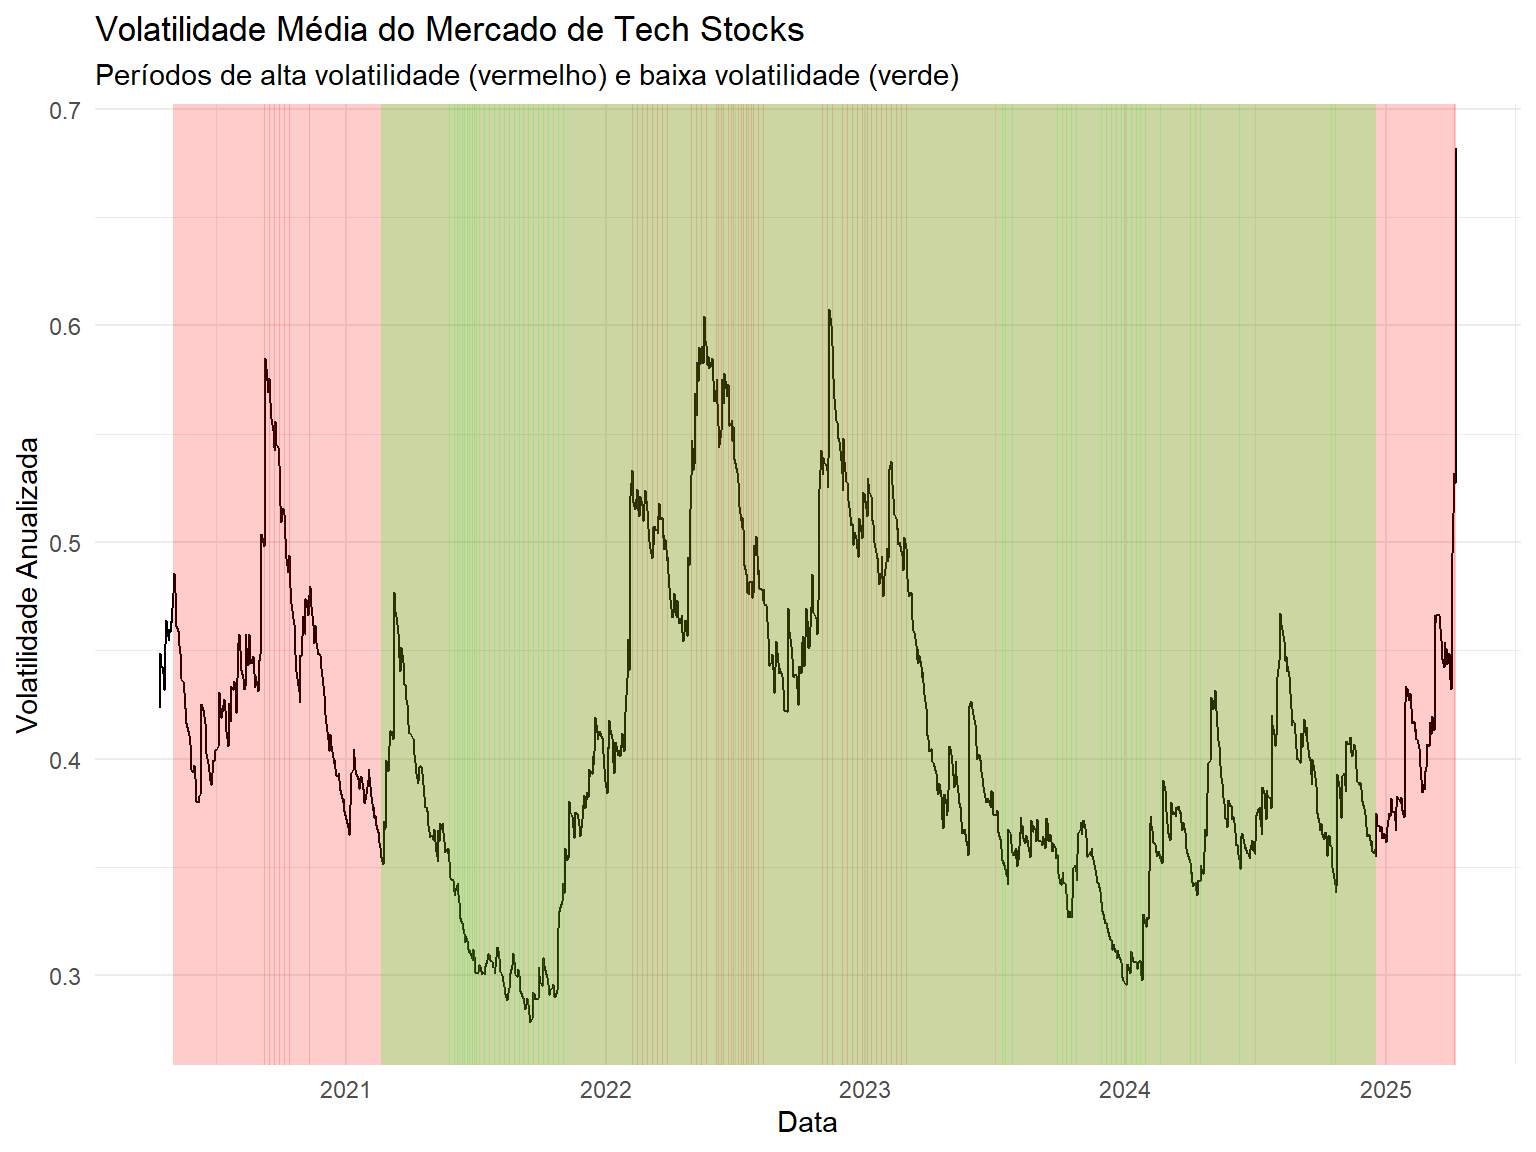 Volatilidade Média do Mercado de Tech Stocks
Períodos de alta volatilidade (vermelho) e baixa volatilidade (verde)
Volatilidade Anualizada
0.7
0.6
0.5
0.4
0.3
2021
2022
2023
2024
2025
Data